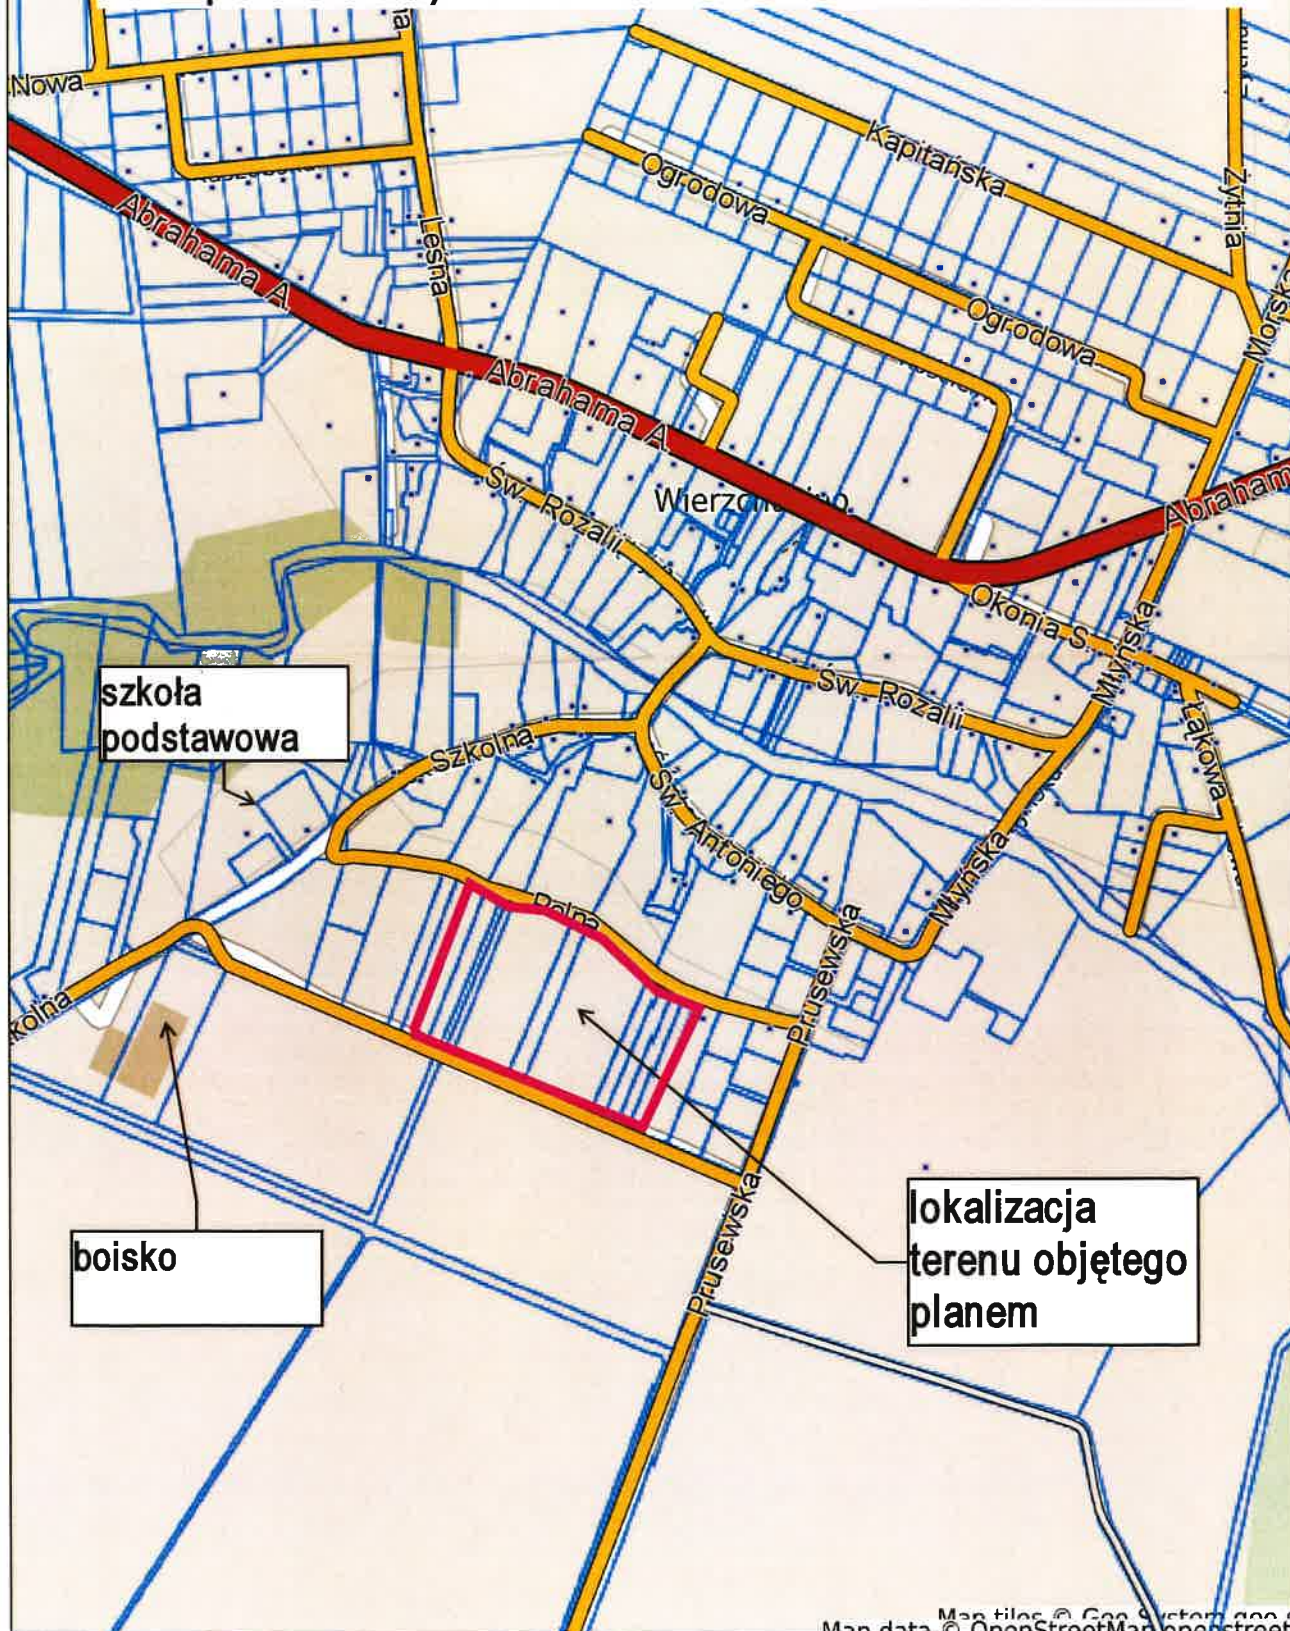 Nowa
Kapitańska
Ogrodowa
Żytnia
Abrahama A
Leśna
Ogrodowa
Morska
Abrahama A
Św. Rozalii
Abraham
Okonia S.
Młyńska
Św. Rozalii
Łąkowa
szkoła
podstawowa
Szkolna
Św. Antoniego
Młyńska
Polna
Prusewska
kolna
Prusewska
boisko
lokalizacja
terenu objętego
planem